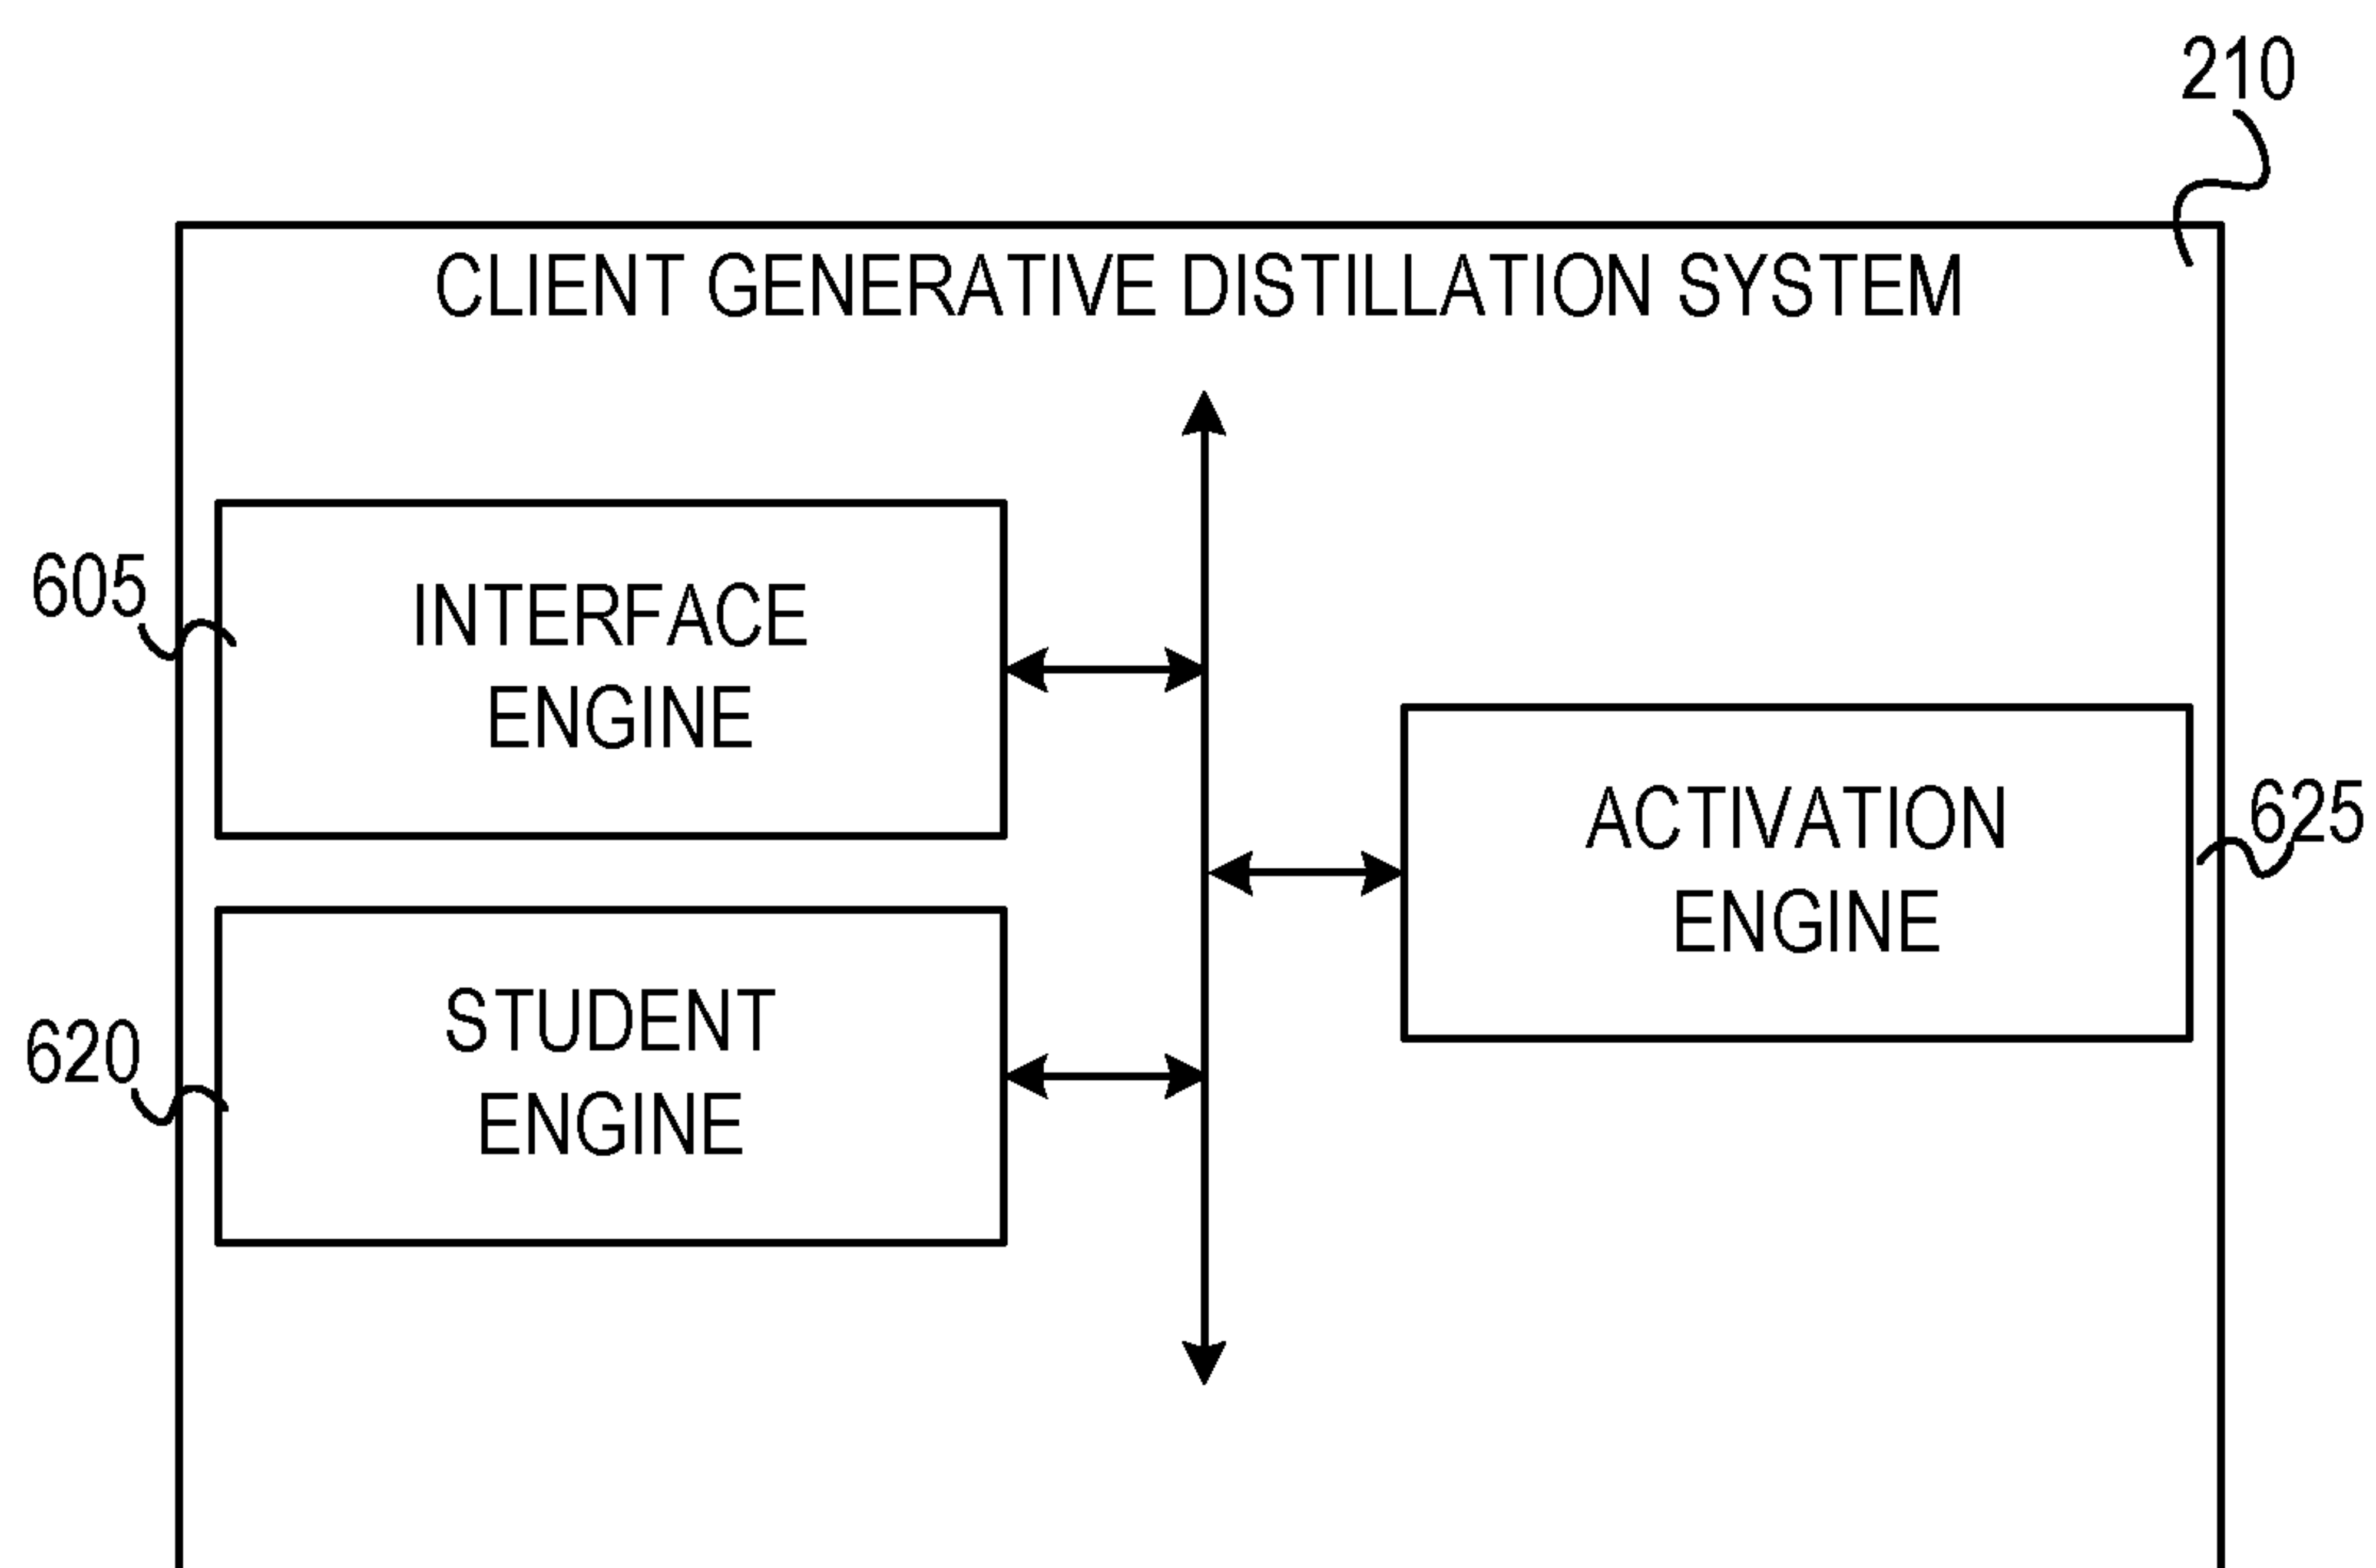 210
CLIENT GENERATIVE DISTILLATION SYSTEM
605
INTERFACE
ENGINE
ACTIVATION
ENGINE
625
620
STUDENT
ENGINE